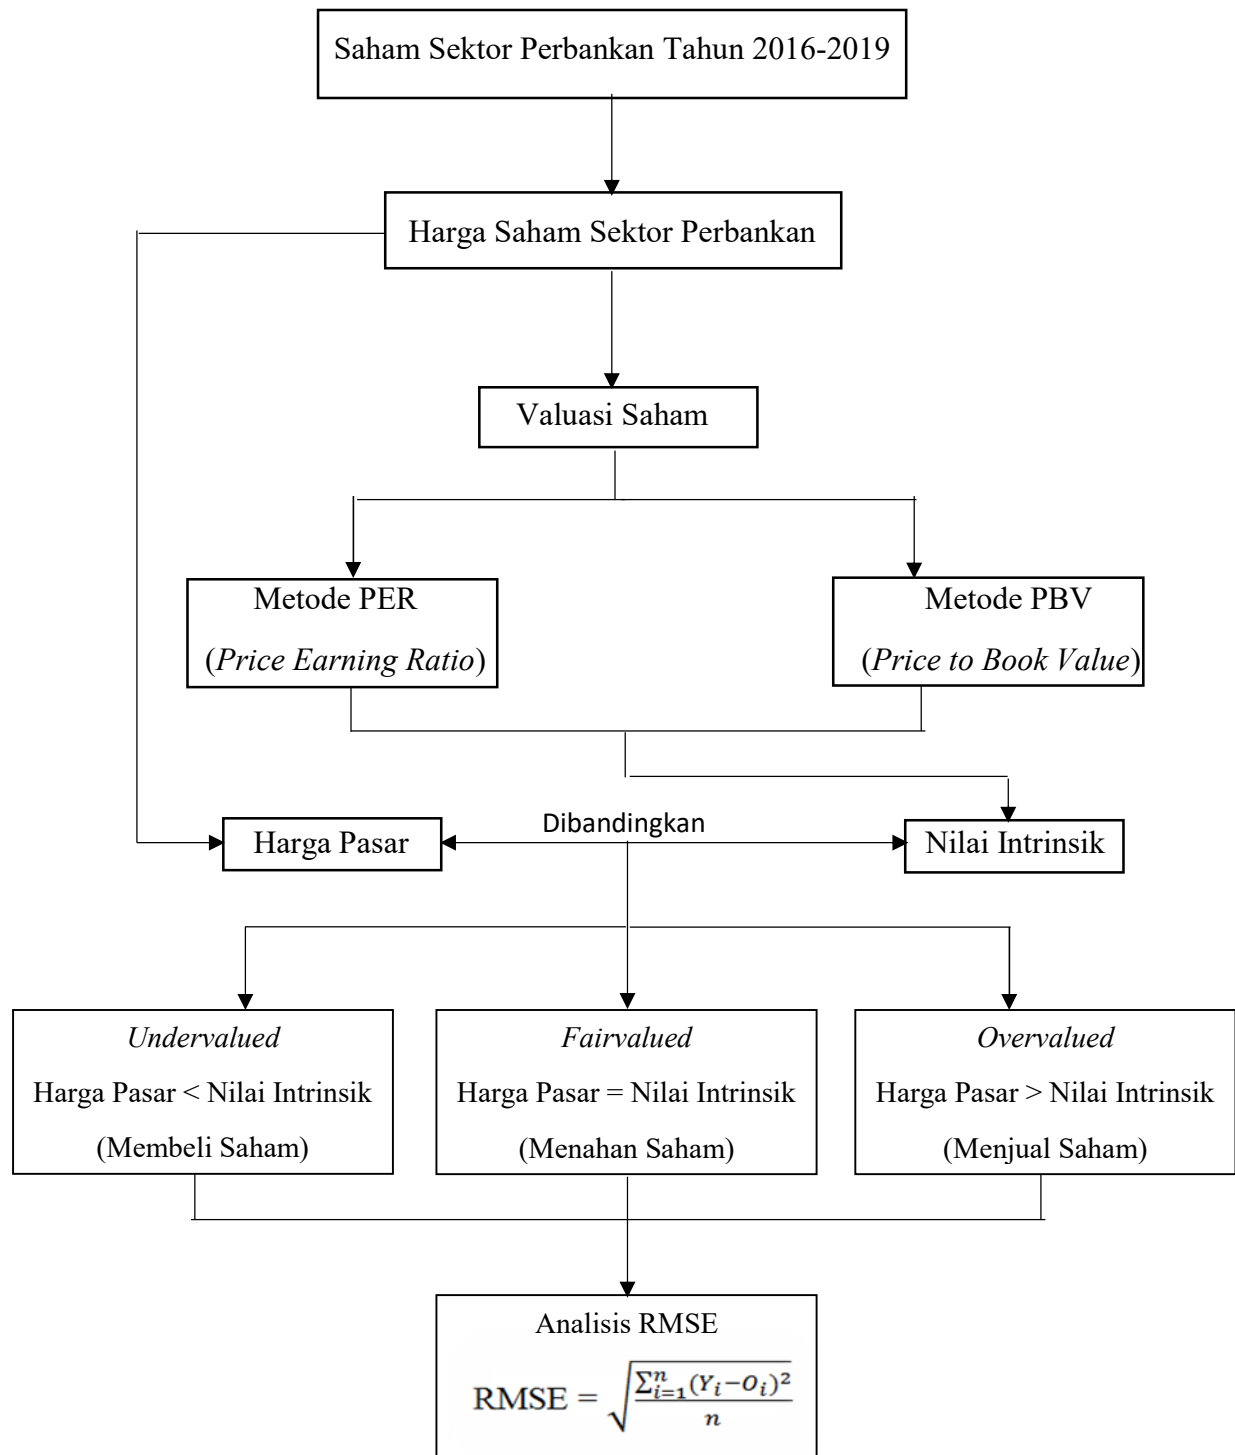 Saham Sektor Perbankan Tahun 2016-2019
Harga Saham Sektor Perbankan
Valuasi Saham
Metode PER
(Price Earning Ratio)
Metode PBV
(Price to Book Value)
Dibandingkan
Harga Pasar
Nilai Intrinsik
Undervalued
Harga Pasar < Nilai Intrinsik
(Membeli Saham)
Fairvalued
Harga Pasar = Nilai Intrinsik
(Menahan Saham)
Overvalued
Harga Pasar > Nilai Intrinsik
(Menjual Saham)
Analisis RMSE
RMSE = √(∑ⁿᵢ₌₁(Yᵢ−Oᵢ)²/n)